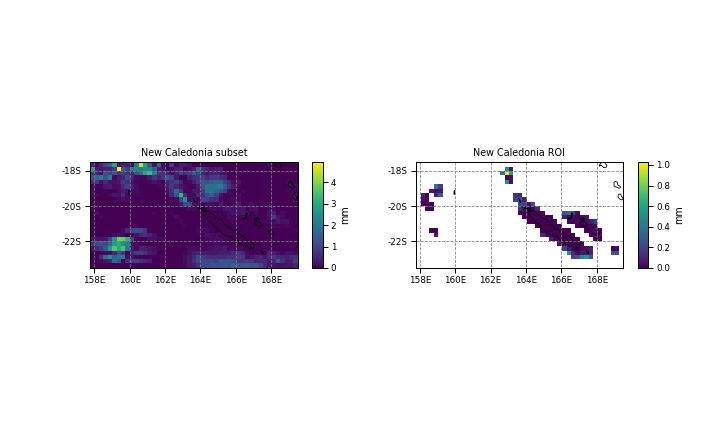 New Caledonia subset
New Caledonia ROI
-18S
-20S
-22S
158E 160E 162E 164E 166E 168E
4
3
2
1
0
mm
-18S
-20S
-22S
158E 160E 162E 164E 166E 168E
1.0
0.8
0.6
0.4
0.2
0.0
mm